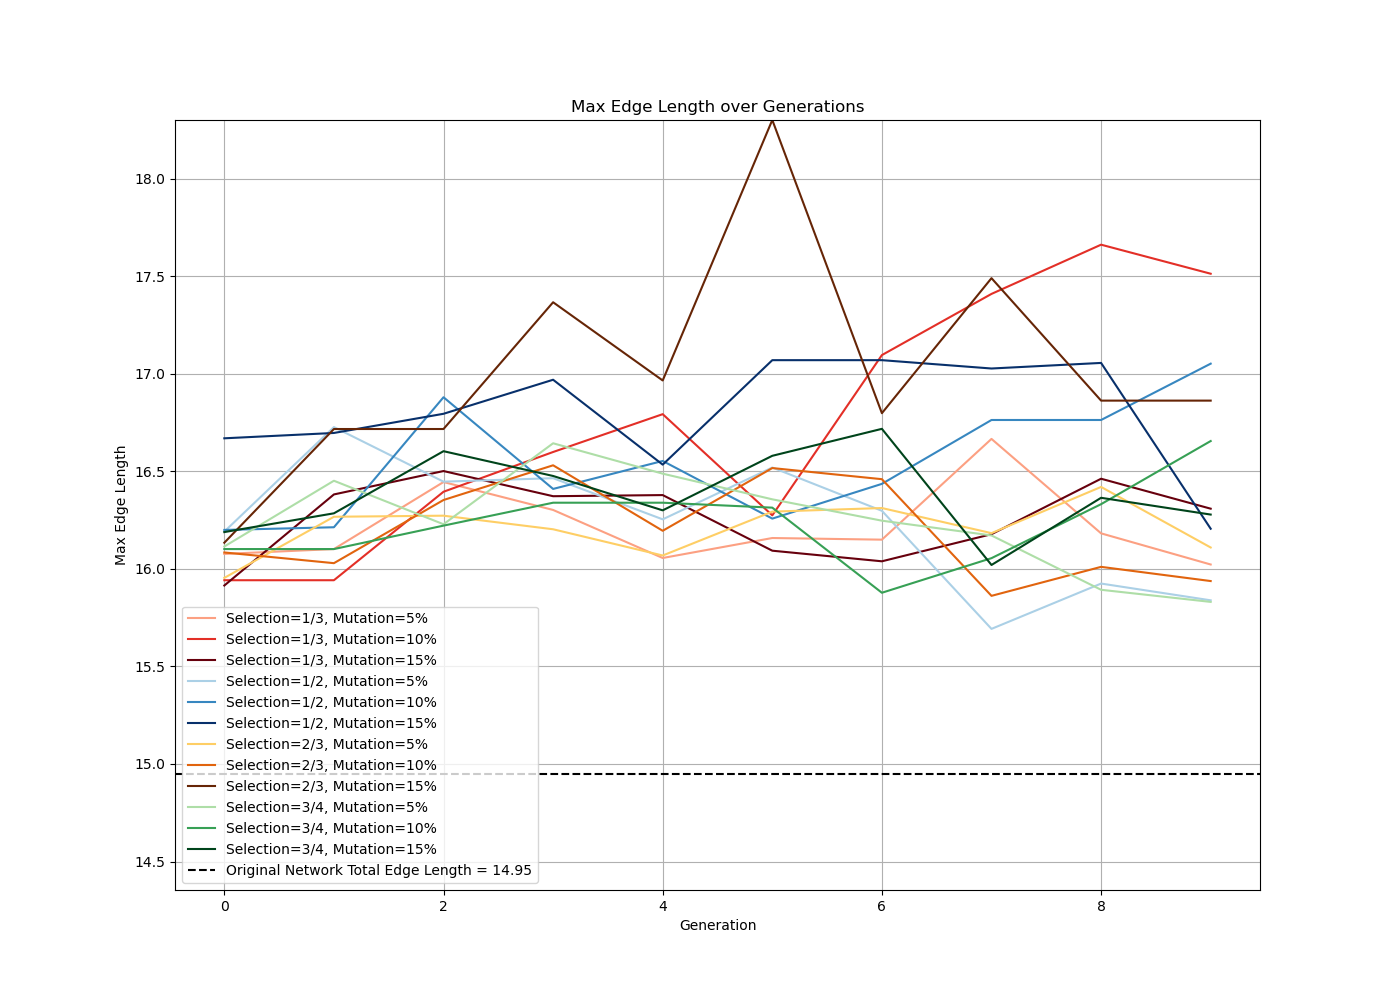 Max Edge Length over Generations
18.0
17.5
17.0
16.5
16.0
15.5
15.0
14.5
Max Edge Length
Selection=1/3, Mutation=5%
Selection=1/3, Mutation=10%
Selection=1/3, Mutation=15%
Selection=1/2, Mutation=5%
Selection=1/2, Mutation=10%
Selection=1/2, Mutation=15%
Selection=2/3, Mutation=5%
Selection=2/3, Mutation=10%
Selection=2/3, Mutation=15%
Selection=3/4, Mutation=5%
Selection=3/4, Mutation=10%
Selection=3/4, Mutation=15%
Original Network Total Edge Length = 14.95
0 2 4 6 8
Generation